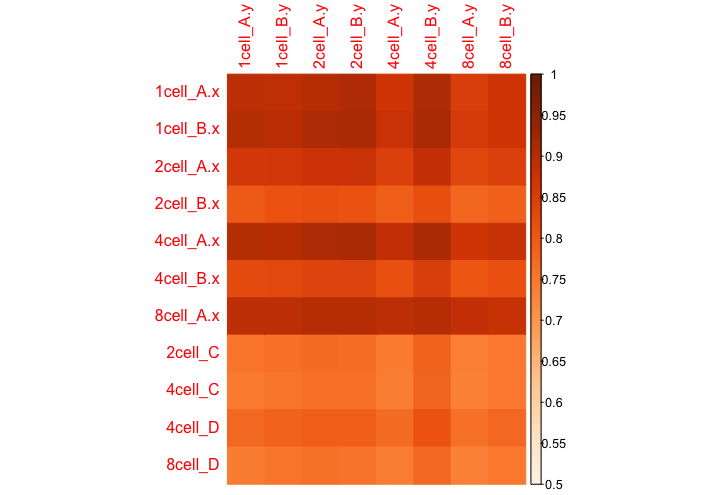 1cell_A.y
1cell_B.y
2cell_A.y
2cell_B.y
4cell_A.y
4cell_B.y
8cell_A.y
8cell_B.y
1cell_A.x
1cell_B.x
2cell_A.x
2cell_B.x
4cell_A.x
4cell_B.x
8cell_A.x
2cell_C
4cell_C
4cell_D
8cell_D
1
0.95
0.9
0.85
0.8
0.75
0.7
0.65
0.6
0.55
0.5